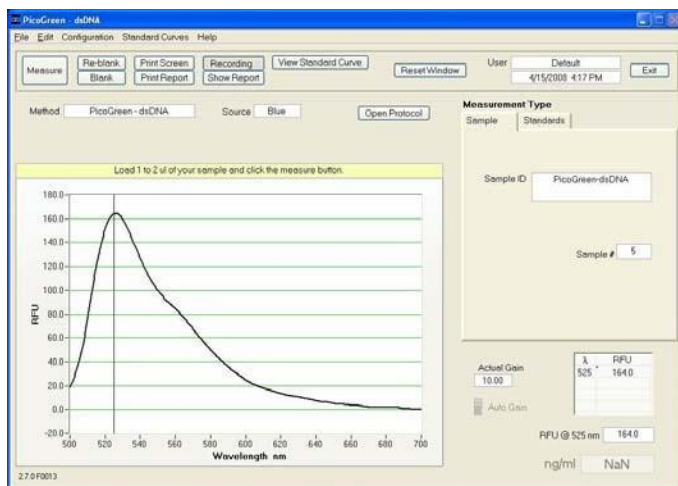 PicoGreen - dsDNA
File Edit Configuration Standard Curves Help
Measure
Re-blank
Print Screen
Recording
View Standard Curve
Blank
Print Report
Show Report
Reset Window
User
Default
4/15/2008 4:17 PM
Exit
Method
PicoGreen - dsDNA
Source
Blue
Open Protocol
Measurement Type
Sample
Standards
Load 1 to 2 ul of your sample and click the measure button.
Sample ID
PicoGreen-dsDNA
Sample #
5
RFU
180.0
160.0
140.0
120.0
100.0
80.0
60.0
40.0
20.0
0.0
-20.0
500 520 540 560 580 600 620 640 660 680 700
Wavelength nm
Actual Gain
10.00
Auto Gain
λ RFU
525 * 164.0
RFU @ 525 nm
164.0
ng/ml
NaN
2.7.0 F0013